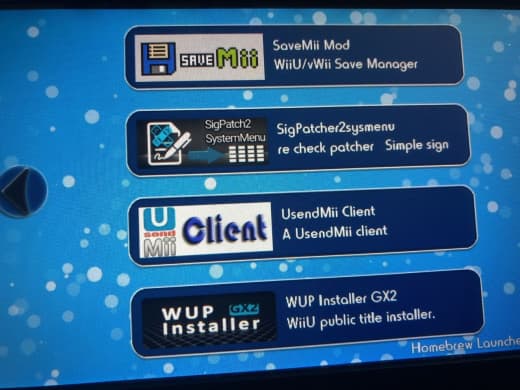 SAVE Mii
SaveMii Mod
WiiU/vWii Save Manager
SigPatch2
SystemMenu
SigPatcher2sysmenu
re check patcher Simple sign
U
send
Mii
Client
UsendMii Client
A UsendMii client
WUP GX2
Installer
WUP Installer GX2
WiiU public title installer.
Homebrew Launche